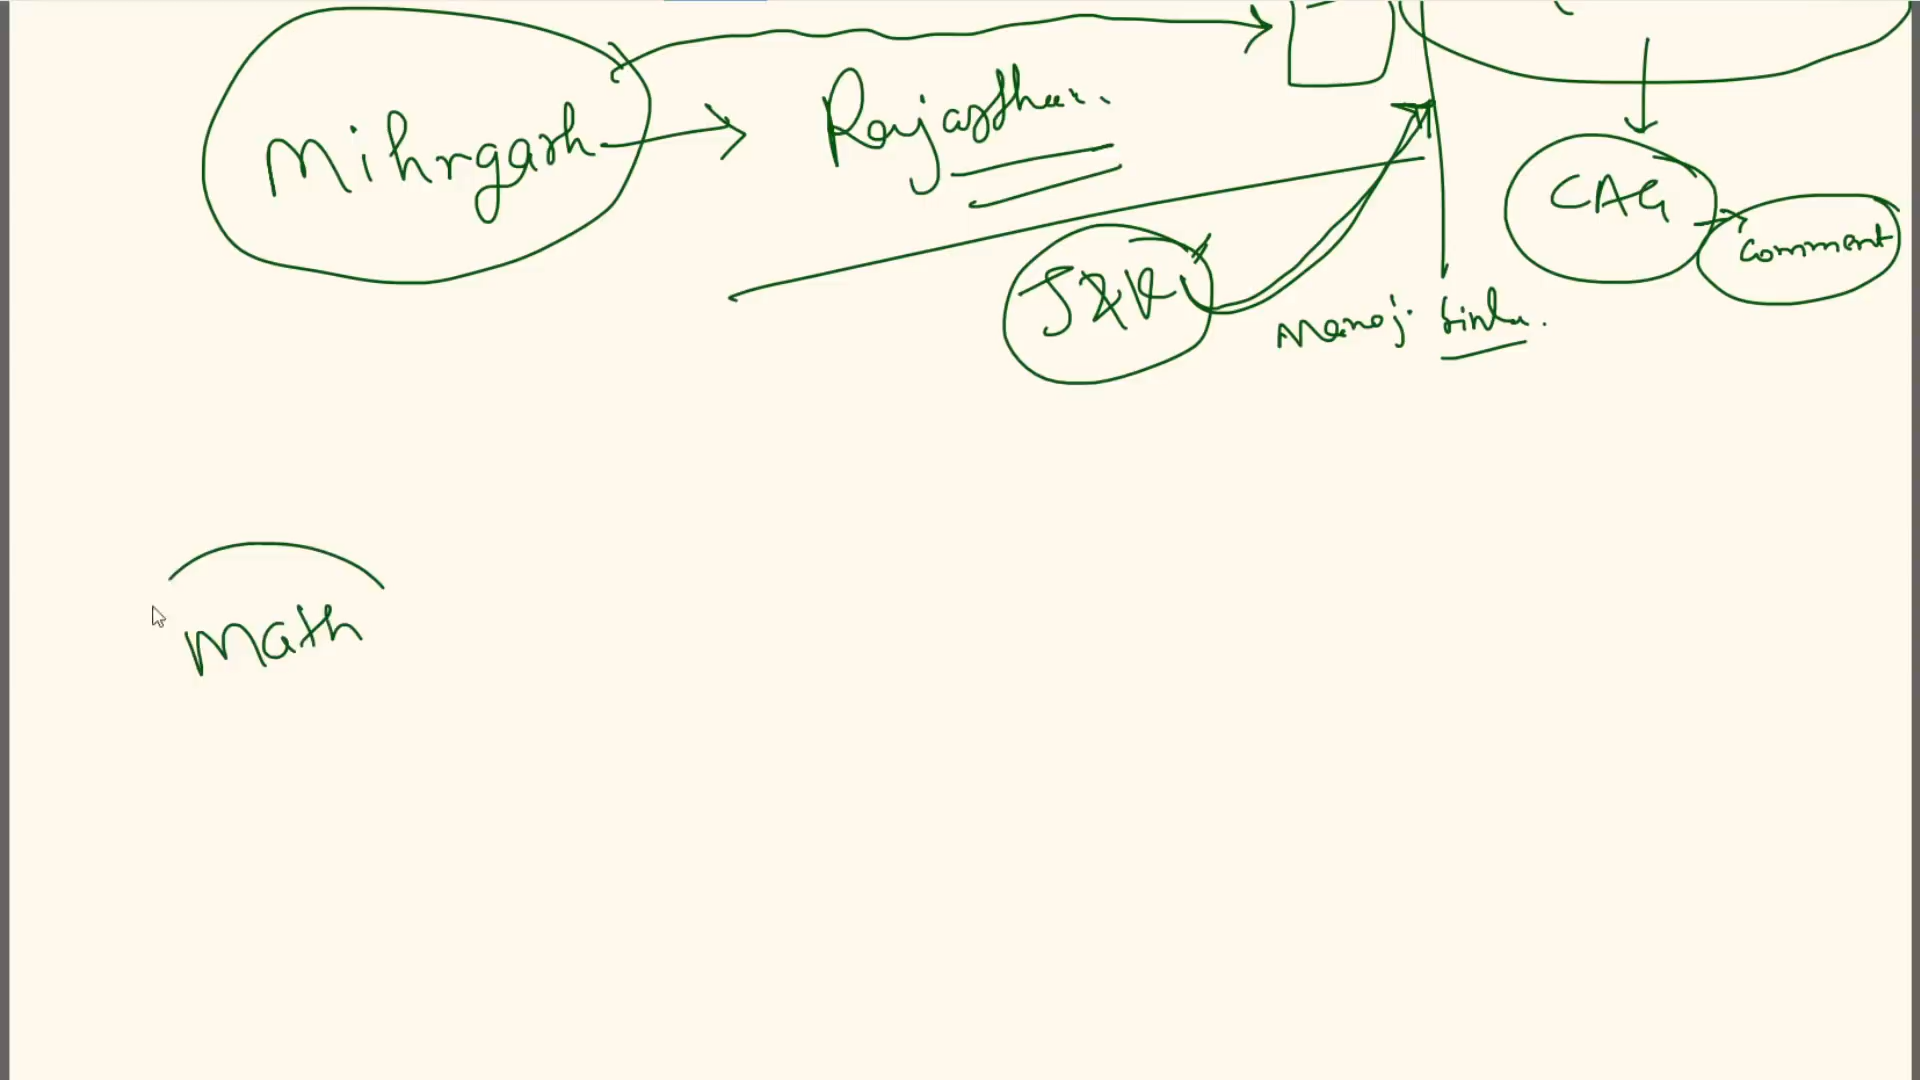 Mihrgarh
Rajasthan.
CAG
Comment
J&K
Manoj Sinha.
Math